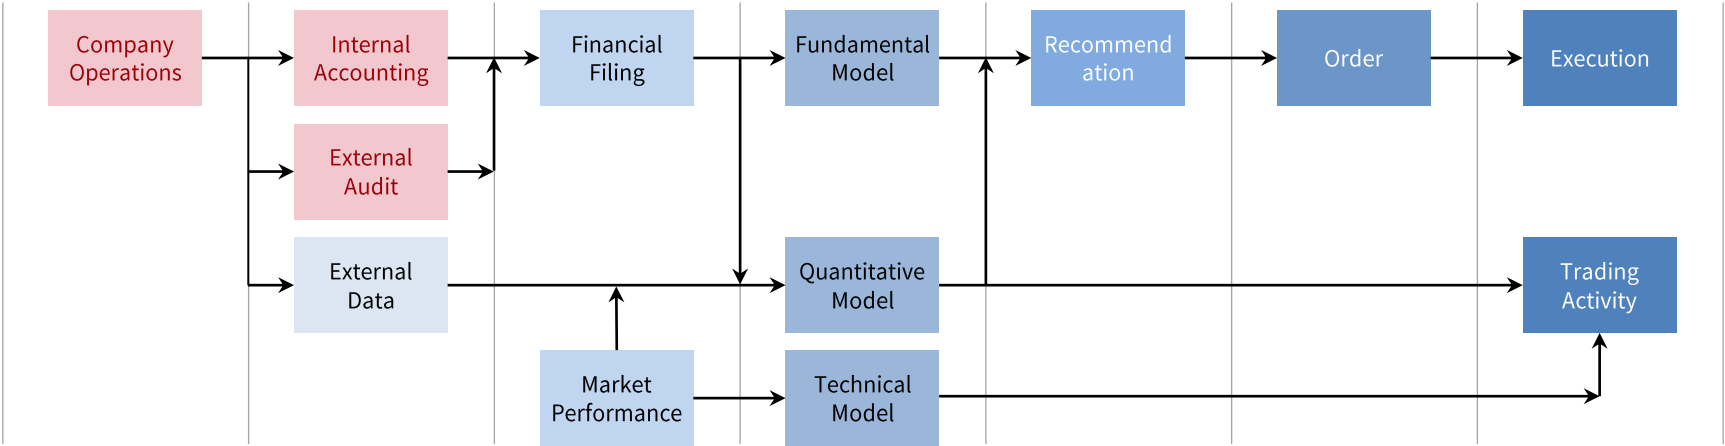 Company
Operations
Internal
Accounting
Financial
Filing
Fundamental
Model
Recommend
ation
Order
Execution
External
Audit
External
Data
Quantitative
Model
Trading
Activity
Market
Performance
Technical
Model